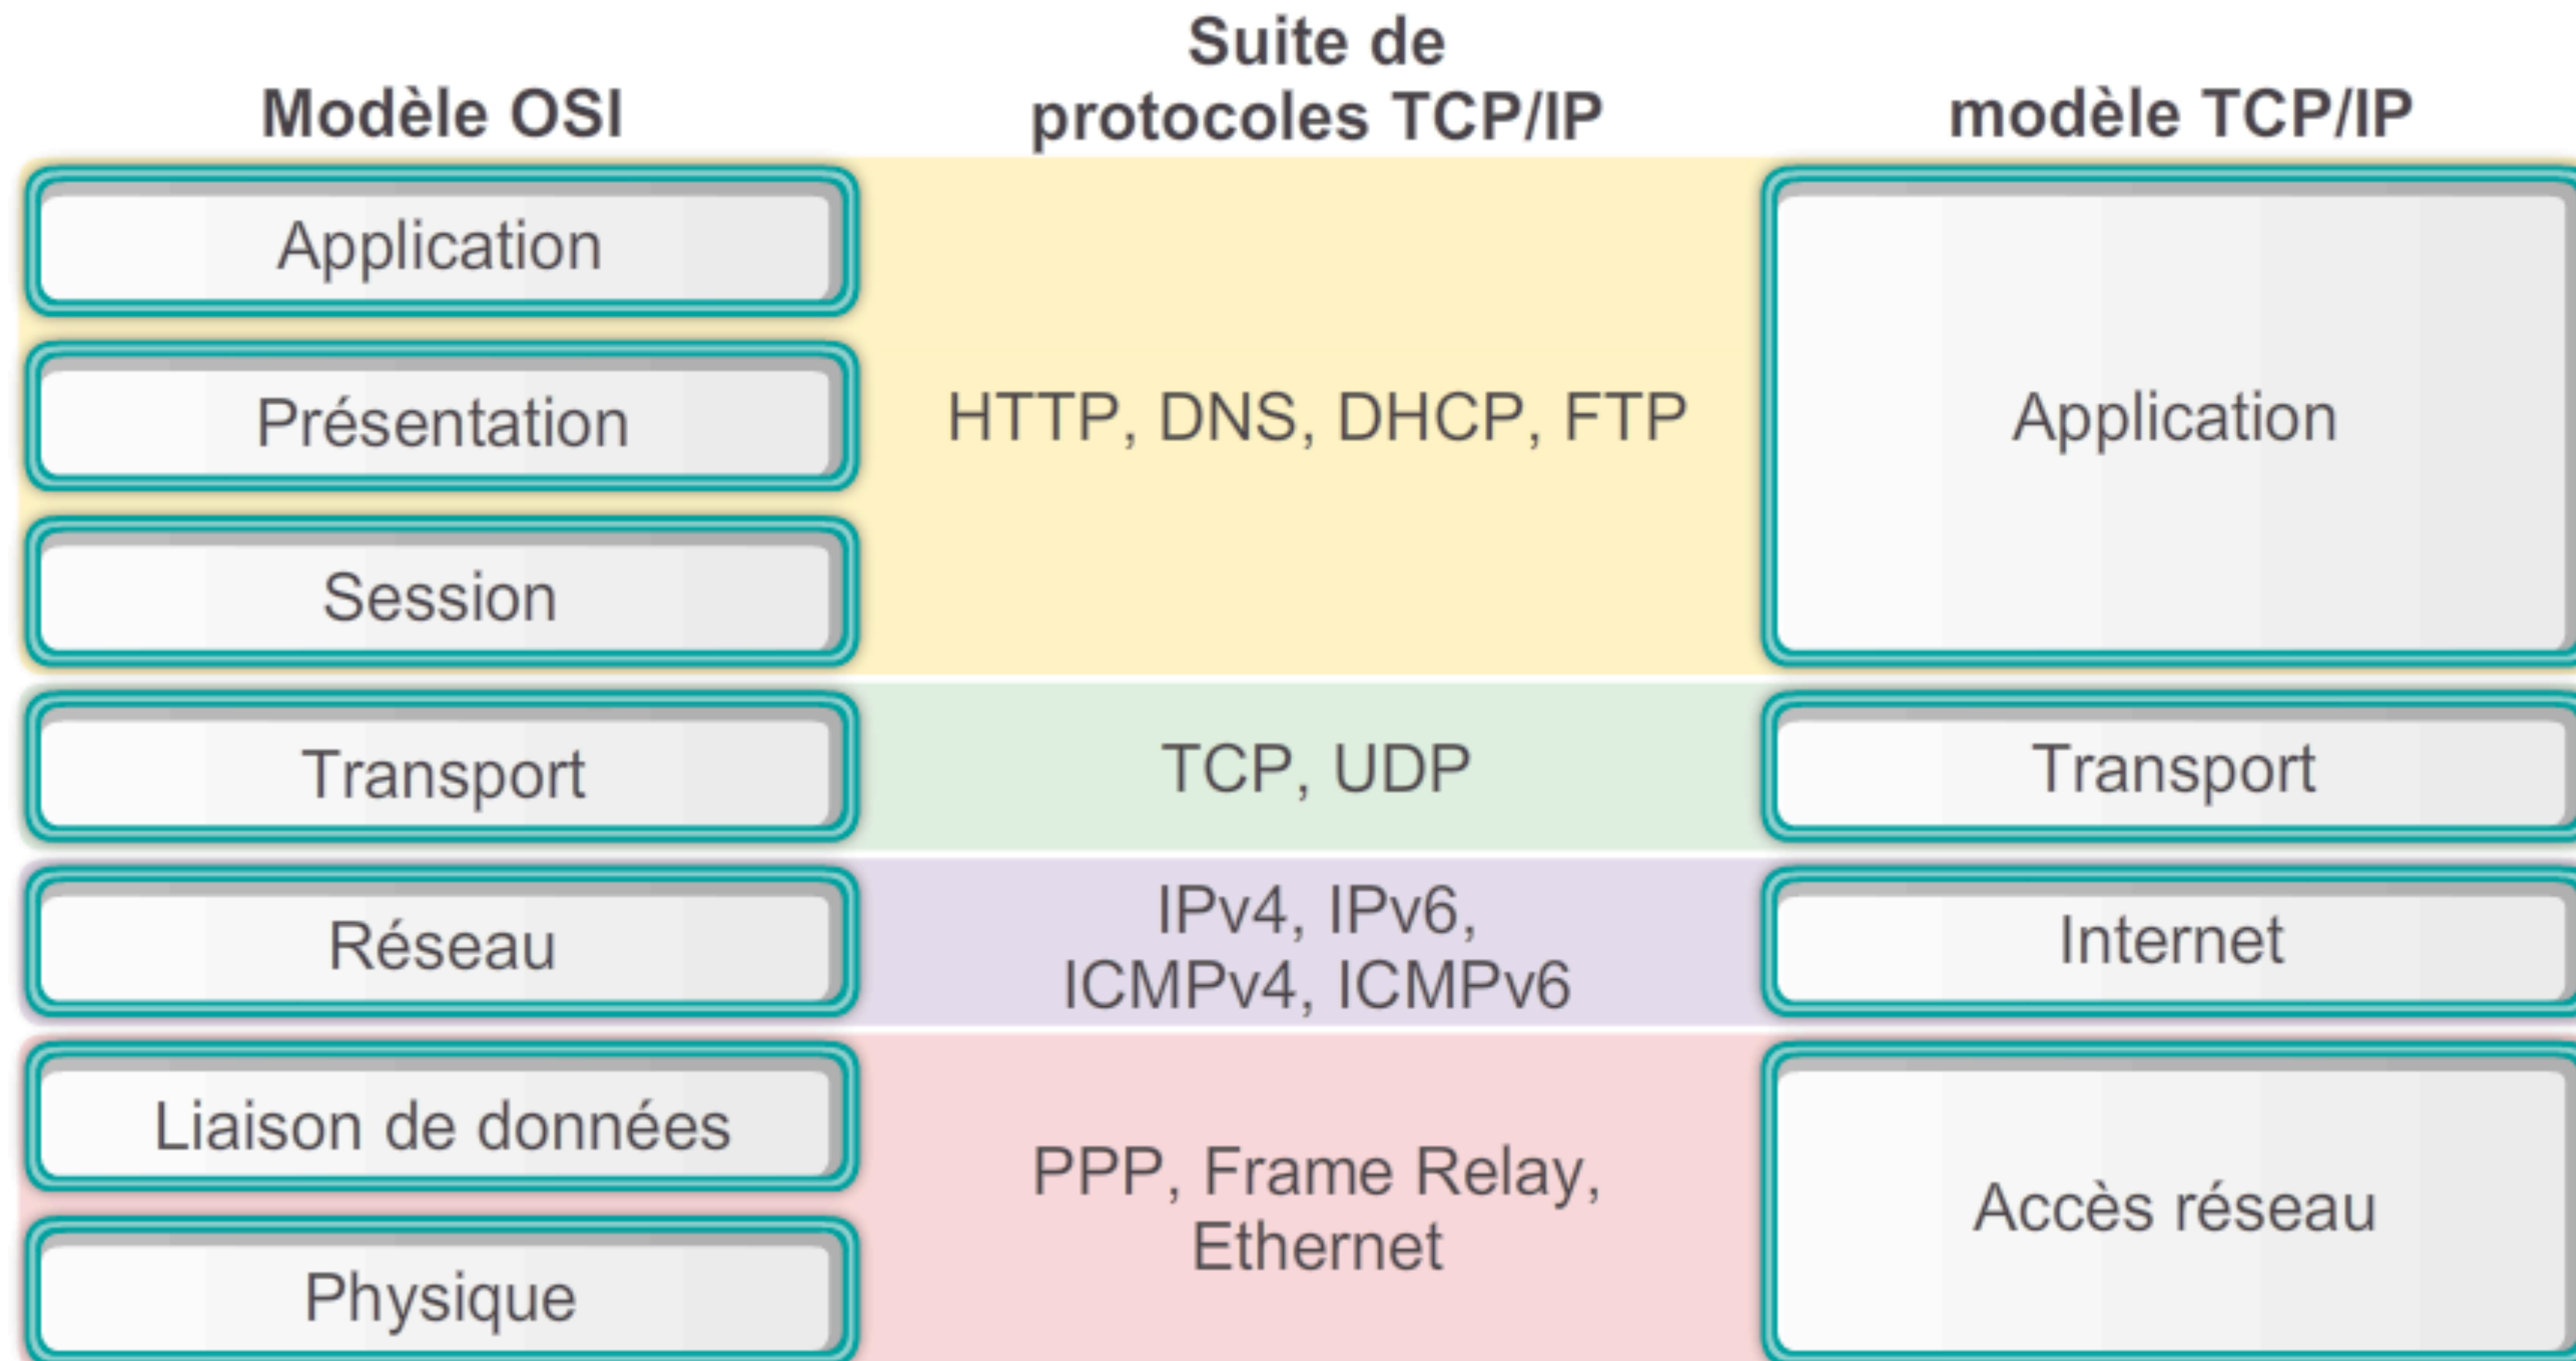 Modèle OSI
Suite de
protocoles TCP/IP
modèle TCP/IP
Application
Présentation
Session
HTTP, DNS, DHCP, FTP
Application
Transport
TCP, UDP
Transport
Réseau
IPv4, IPv6,
ICMPv4, ICMPv6
Internet
Liaison de données
Physique
PPP, Frame Relay,
Ethernet
Accès réseau